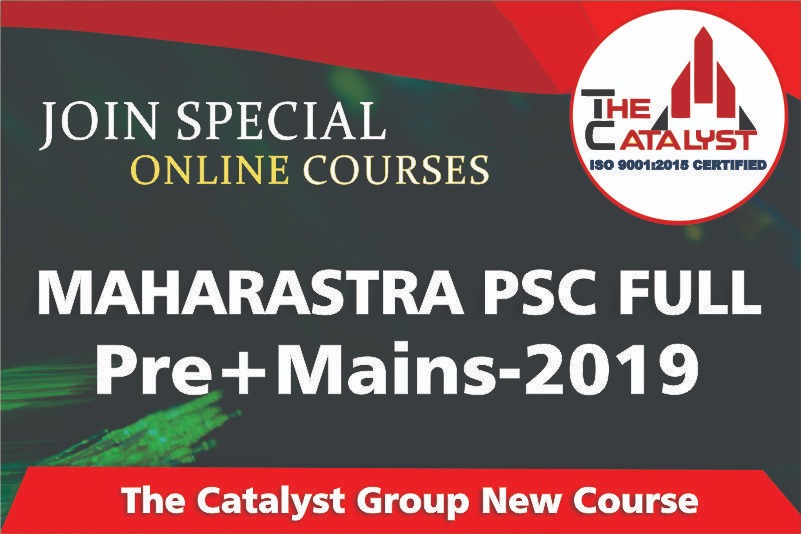 JOIN SPECIAL
ONLINE COURSES
THE
CATALYST
ISO 9001:2015 CERTIFIED
MAHARASTRA PSC FULL
Pre+Mains-2019
The Catalyst Group New Course